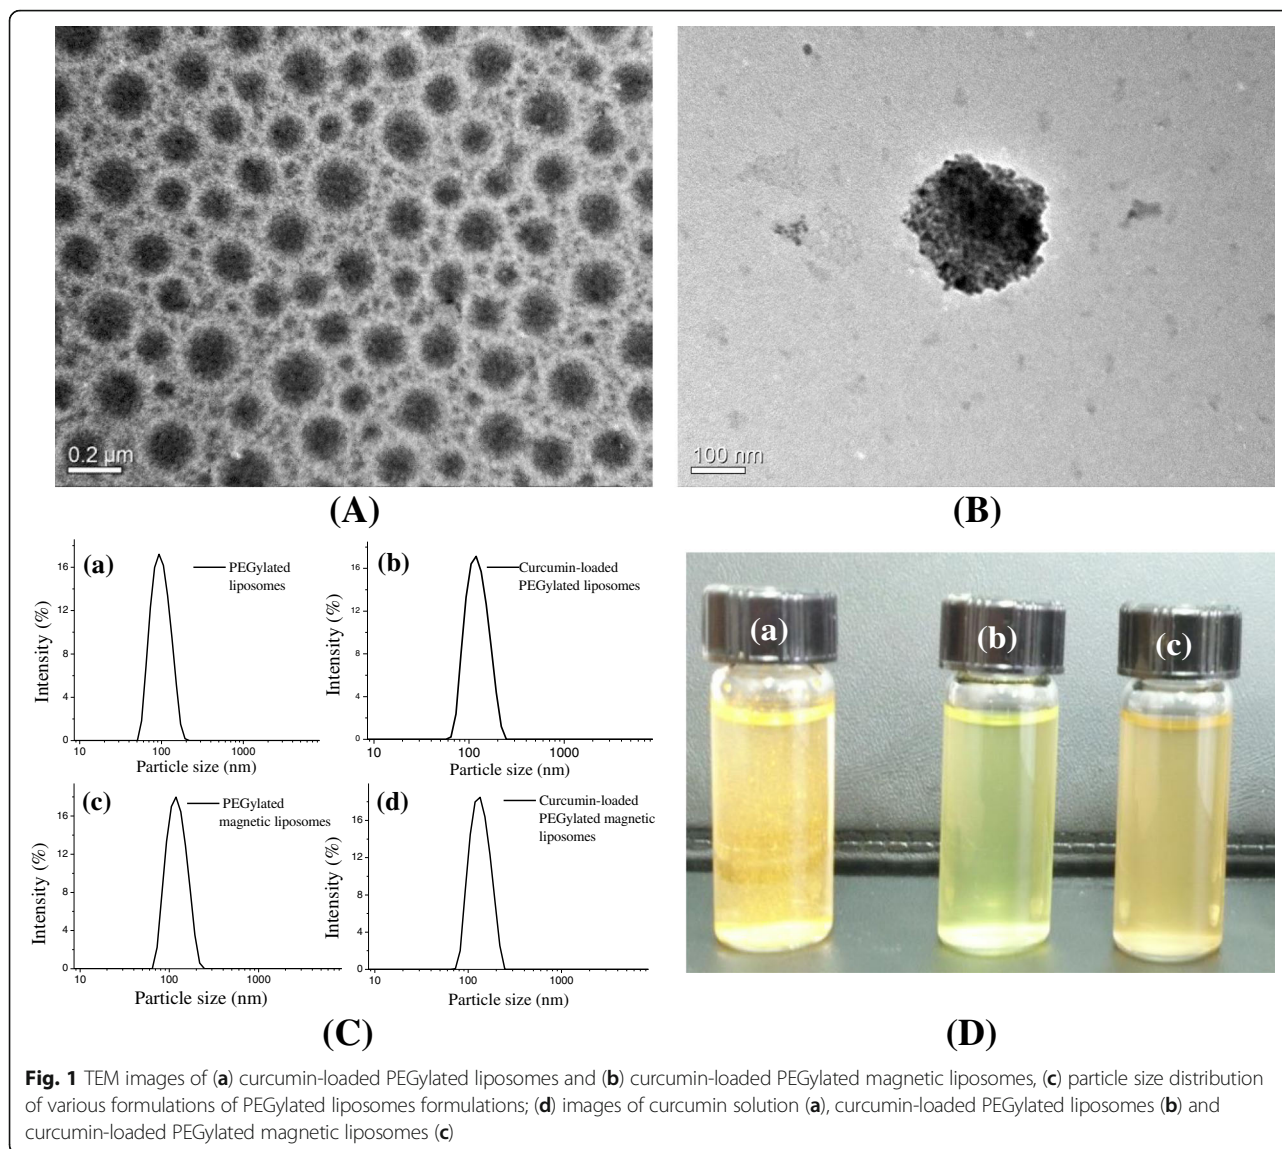 0.2 µm
100 nm
(A)
(B)
(a)
PEGylated
liposomes
Intensity (%)
16
12
8
4
0
10
100
1000
Particle size (nm)
(b)
Curcumin-loaded
PEGylated liposomes
Intensity (%)
16
12
8
4
0
10
100
1000
Particle size (nm)
(c)
PEGylated
magnetic liposomes
Intensity (%)
16
12
8
4
0
10
100
1000
Particle size (nm)
(d)
Curcumin-loaded
PEGylated magnetic
liposomes
Intensity (%)
16
12
8
4
0
10
100
1000
Particle size (nm)
(C)
(a)
(b)
(c)
(D)
Fig. 1 TEM images of (a) curcumin-loaded PEGylated liposomes and (b) curcumin-loaded PEGylated magnetic liposomes, (c) particle size distribution
of various formulations of PEGylated liposomes formulations; (d) images of curcumin solution (a), curcumin-loaded PEGylated liposomes (b) and
curcumin-loaded PEGylated magnetic liposomes (c)